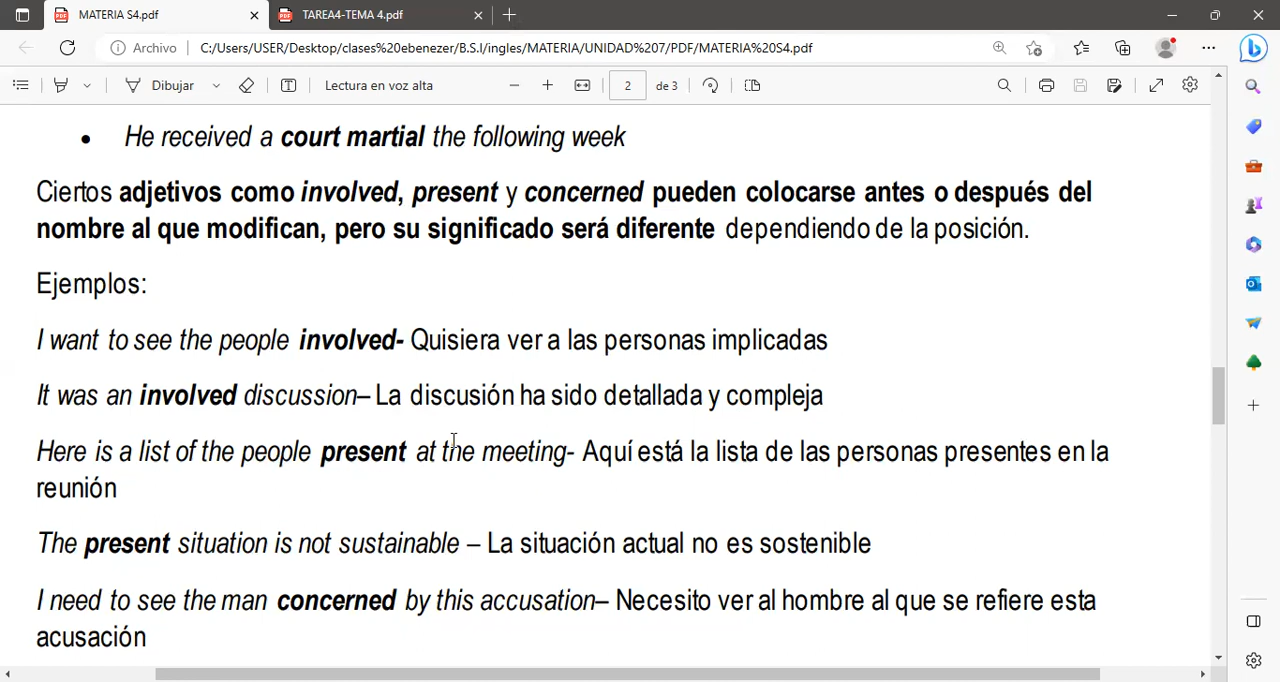 MATERIA S4.pdf
TAREA4-TEMA 4.pdf
Archivo
C:/Users/USER/Desktop/clases%20ebenezer/B.S.I/ingles/MATERIA/UNIDAD%207/PDF/MATERIA%20S4.pdf
Dibujar
Lectura en voz alta
2
de 3
• He received a court martial the following week
Ciertos adjetivos como involved, present y concerned pueden colocarse antes o después del
nombre al que modifican, pero su significado será diferente dependiendo de la posición.
Ejemplos:
I want to see the people involved- Quisiera ver a las personas implicadas
It was an involved discussion– La discusión ha sido detallada y compleja
Here is a list of the people present at the meeting- Aquí está la lista de las personas presentes en la
reunión
The present situation is not sustainable – La situación actual no es sostenible
I need to see the man concerned by this accusation– Necesito ver al hombre al que se refiere esta
acusación